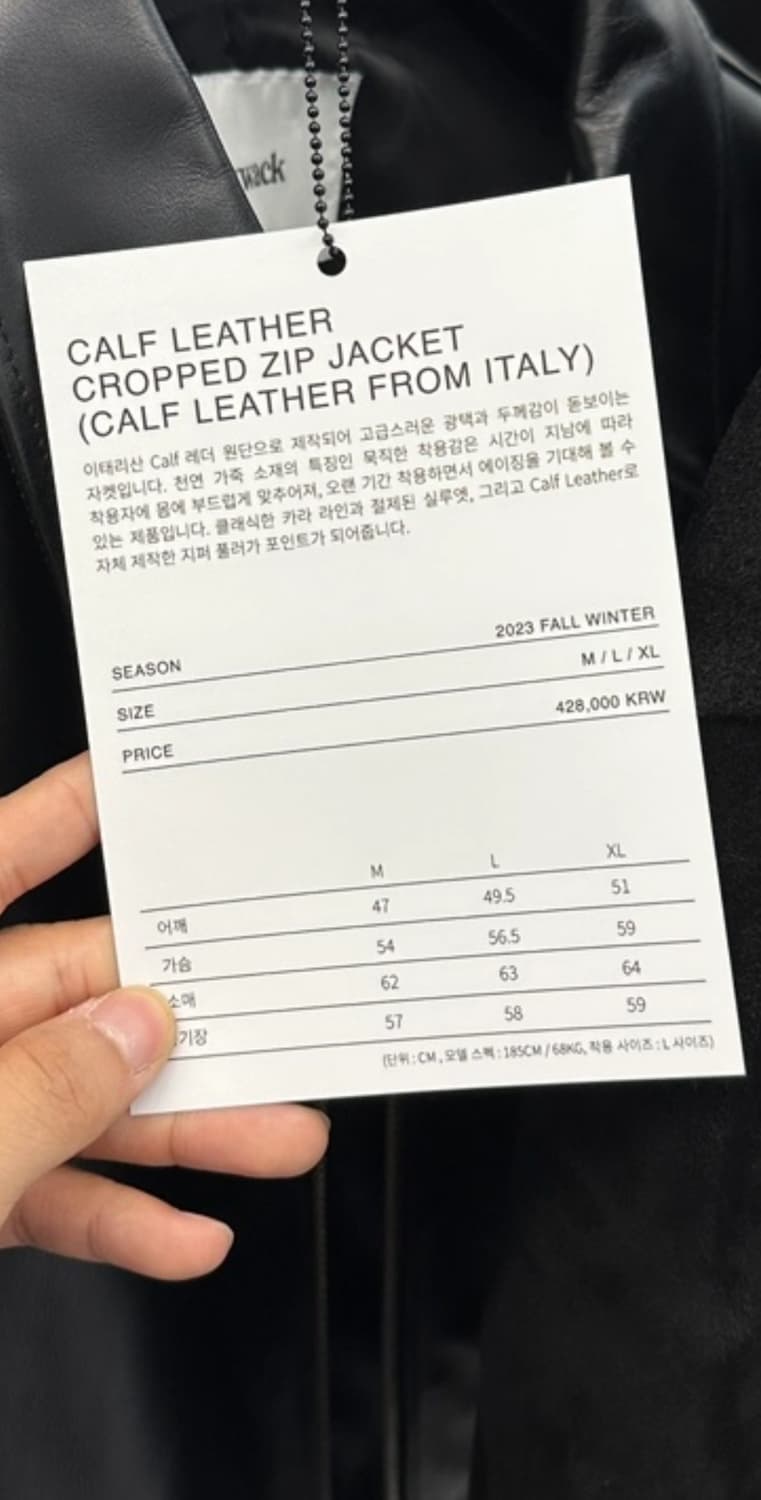 CALF LEATHER
CROPPED ZIP JACKET
(CALF LEATHER FROM ITALY)
이태리산 Calf 레더 원단으로 제작되어 고급스러운 광택과 두께감이 돋보이는
자켓입니다. 천연 가죽 소재의 특징인 묵직한 착용감은 시간이 지남에 따라
착용자에 몸에 부드럽게 맞추어져, 오랜 기간 착용하면서 에이징을 기대해 볼 수
있는 제품입니다. 클래식한 카라 라인과 절제된 실루엣, 그리고 Calf Leather로
자체 제작한 지퍼 풀러가 포인트가 되어줍니다.
SEASON 2023 FALL WINTER
SIZE M / L / XL
PRICE 428,000 KRW
M L XL
어깨 47 49.5 51
가슴 54 56.5 59
소매 62 63 64
기장 57 58 59
(단위 : CM , 모델 스펙 : 185CM / 68KG, 착용 사이즈 : L 사이즈)